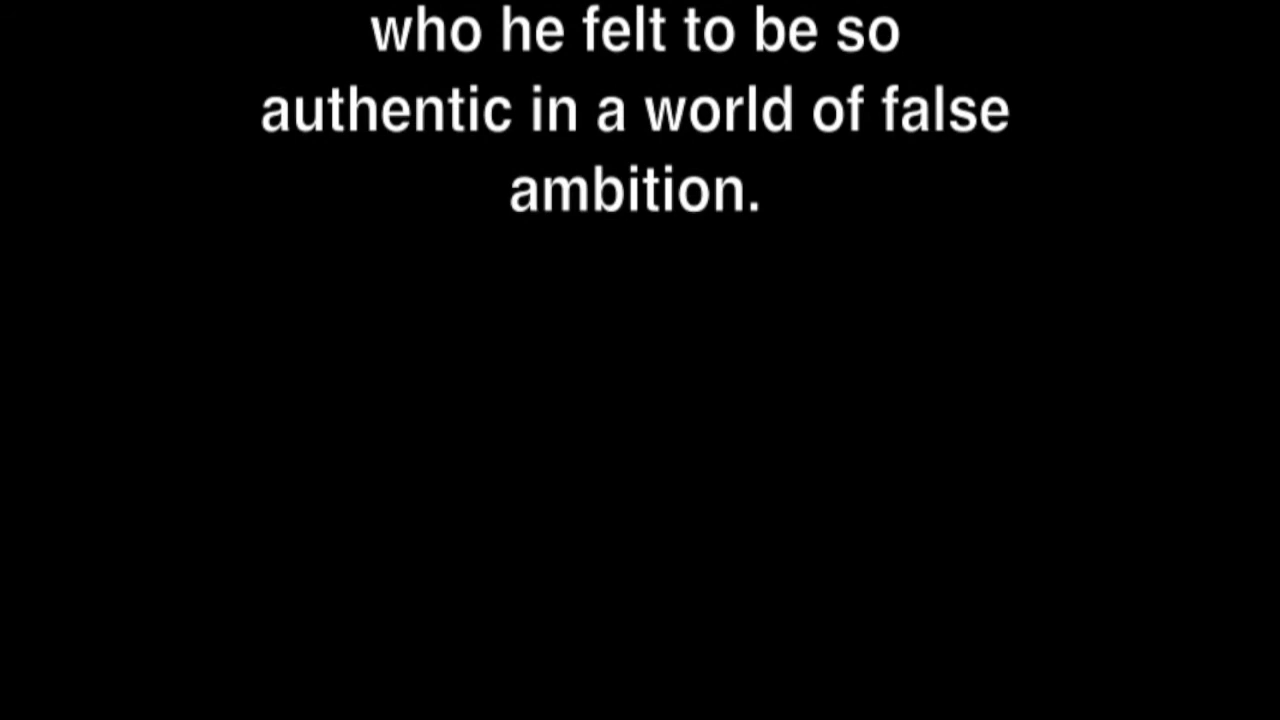 who he felt to be so
authentic in a world of false
ambition.